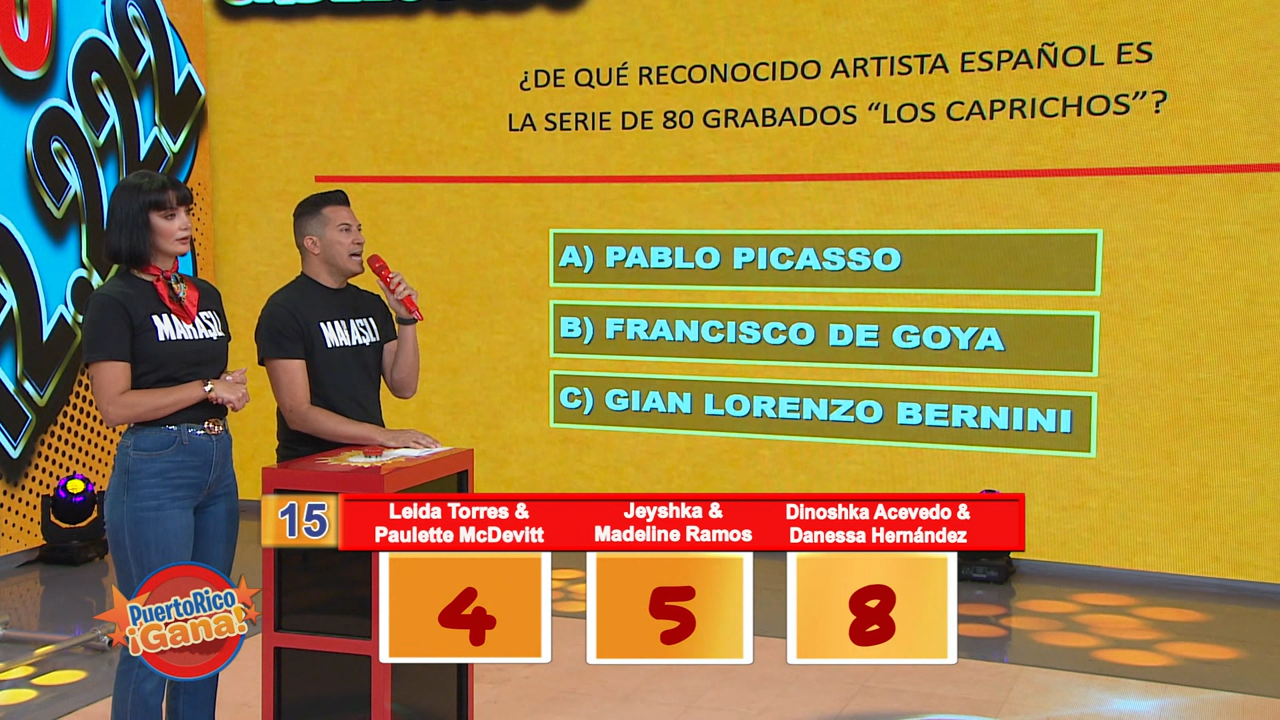 ¿DE QUÉ RECONOCIDO ARTISTA ESPAÑOL ES
LA SERIE DE 80 GRABADOS “LOS CAPRICHOS”?
A) PABLO PICASSO
B) FRANCISCO DE GOYA
C) GIAN LORENZO BERNINI
MARAŞLI
MARAŞLI
15
Leida Torres &
Paulette McDevitt
Jeyshka &
Madeline Ramos
Dinoshka Acevedo &
Danessa Hernández
4
5
8
PuertoRico
¡Gana!